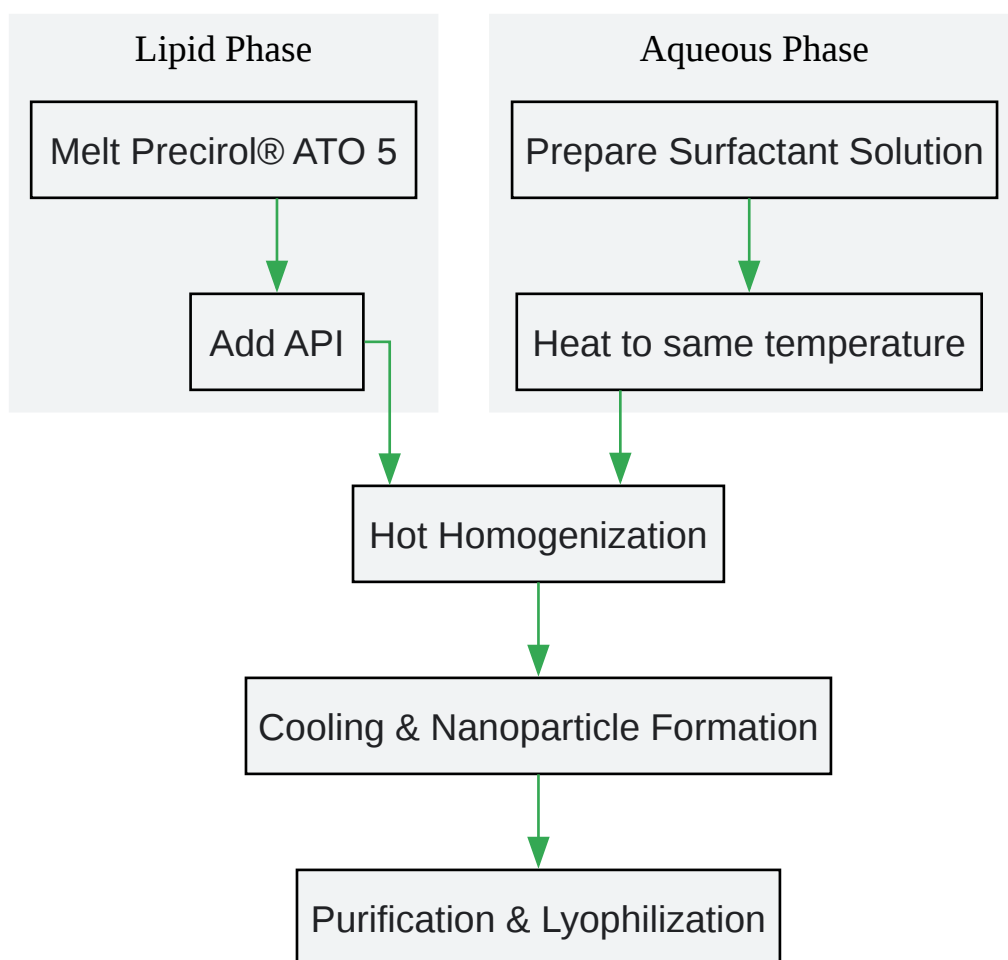 Lipid Phase
Melt Precirol® ATO 5
Add API
Aqueous Phase
Prepare Surfactant Solution
Heat to same temperature
Hot Homogenization
Cooling & Nanoparticle Formation
Purification & Lyophilization